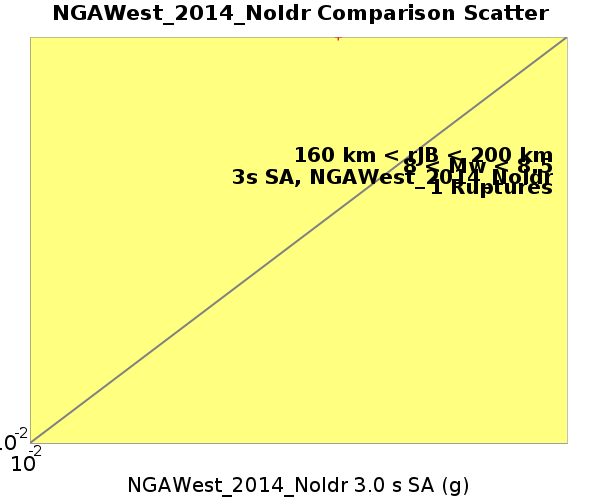 NGAWest_2014_NoIdr Comparison Scatter
160 km < rJB < 200 km
8 < Mw < 8.5
3s SA, NGAWest_2014_NoIdr
1 Ruptures
10-2
10-2
NGAWest_2014_NoIdr 3.0 s SA (g)